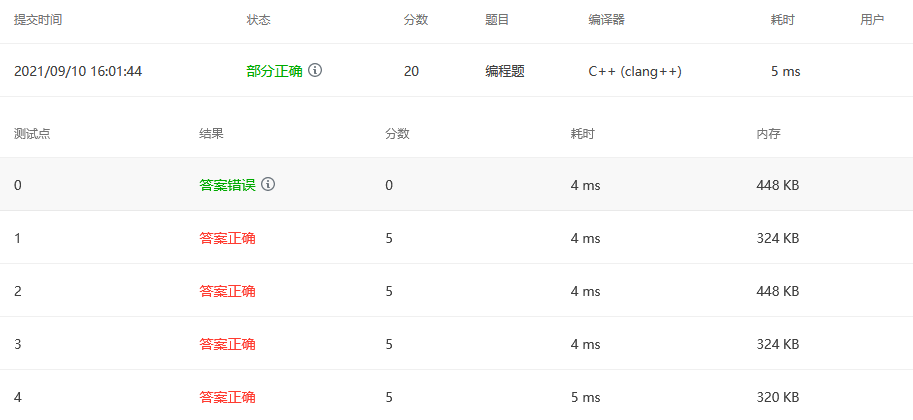 提交时间 状态 分数 题目 编译器 耗时 用户
2021/09/10 16:01:44 部分正确 20 编程题 C++ (clang++) 5 ms
测试点 结果 分数 耗时 内存
0 答案错误 0 4 ms 448 KB
1 答案正确 5 4 ms 324 KB
2 答案正确 5 4 ms 448 KB
3 答案正确 5 4 ms 324 KB
4 答案正确 5 5 ms 320 KB